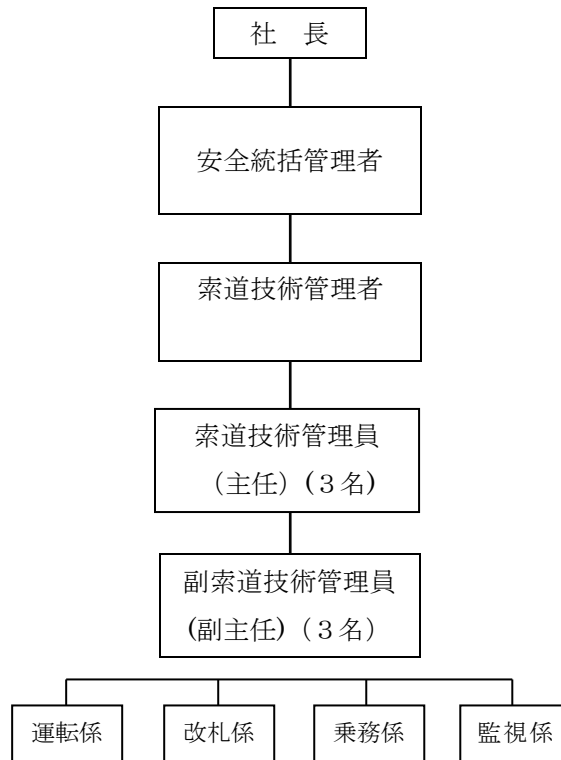 社　長
安全統括管理者
索道技術管理者
索道技術管理員
（主任）(３名)
副索道技術管理員
(副主任)（３名）
運転係
改札係
乗務係
監視係